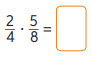 2/4 · 5/8 =